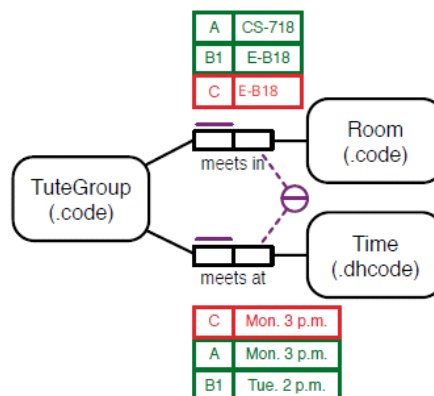 A CS-718
B1 E-B18
C E-B18
Room
(.code)
meets in
TuteGroup
(.code)
Time
(.dhcode)
meets at
C Mon. 3 p.m.
A Mon. 3 p.m.
B1 Tue. 2 p.m.